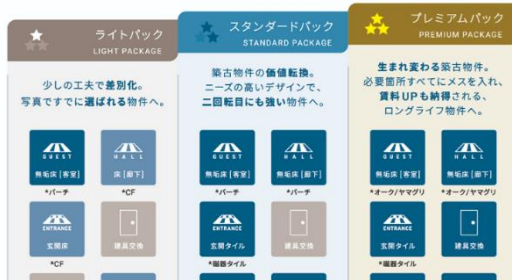 ライトパック
LIGHT PACKAGE
少しの工夫で差別化。
写真ですでに選ばれる物件へ。
GUEST
無垢床 [客室]
*バーチ
HALL
床 [廊下]
*CF
ENTRANCE
玄関床
*CF
建具交換
スタンダードパック
STANDARD PACKAGE
築古物件の価値転換。
ニーズの高いデザインで、
二回転目にも強い物件へ。
GUEST
無垢床 [客室]
*バーチ
HALL
無垢床 [廊下]
*バーチ
ENTRANCE
玄関タイル
*磁器タイル
建具交換
プレミアムパック
PREMIUM PACKAGE
生まれ変わる築古物件。
必要箇所すべてにメスを入れ、
賃料UPも納得される、
ロングライフ物件へ。
GUEST
無垢床 [客室]
*オーク/ヤマグリ
HALL
無垢床 [廊下]
*オーク/ヤマグリ
ENTRANCE
玄関タイル
*磁器タイル
建具交換